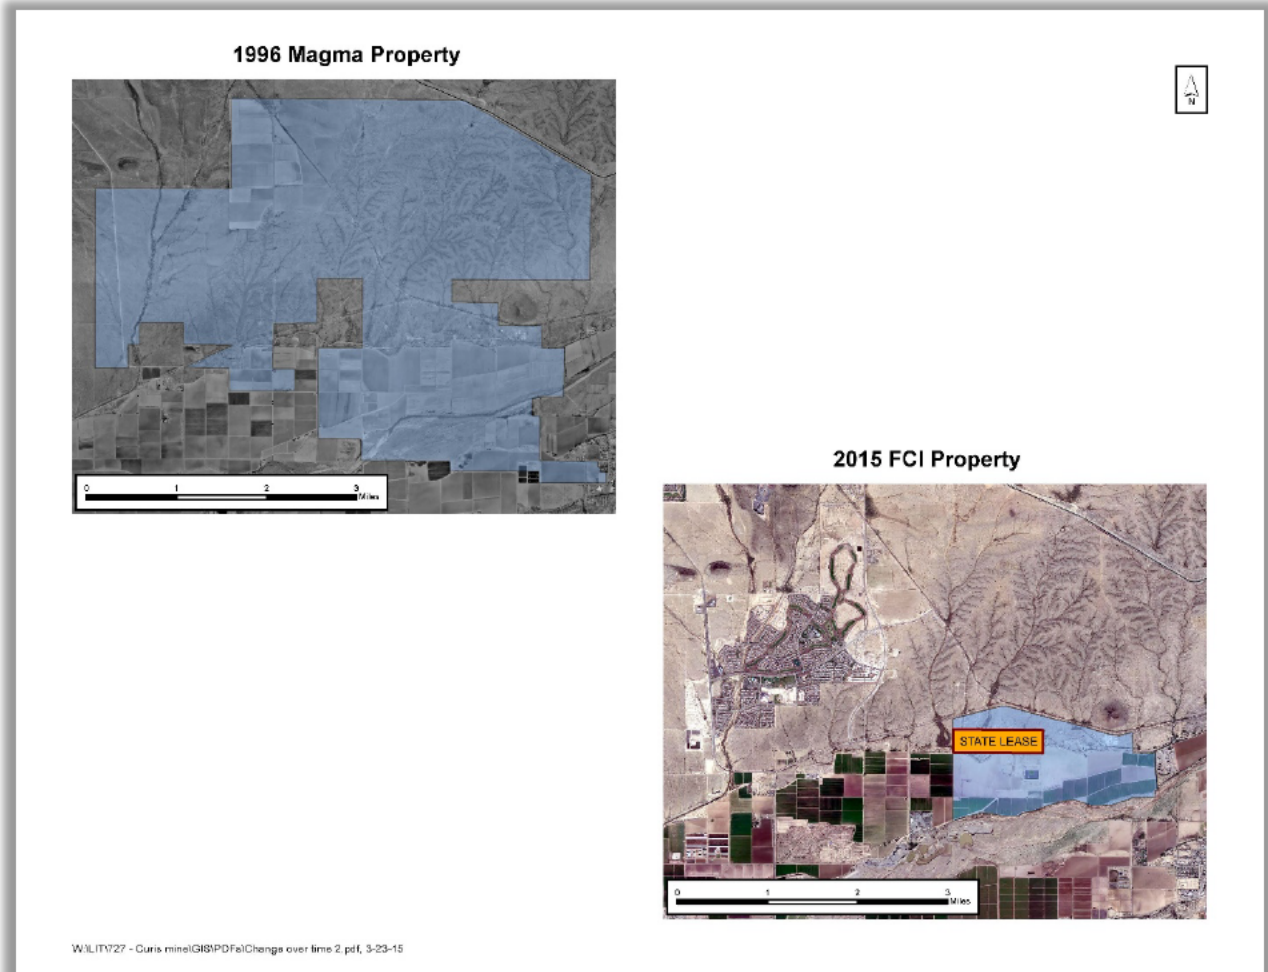 1996 Magma Property
N
0 1 2 3 Miles
2015 FCI Property
STATE LEASE
0 1 2 3 Miles
W:\LIT\727 - Curis mine\GIS\PDFs\Change over time 2.pdf, 3-23-15